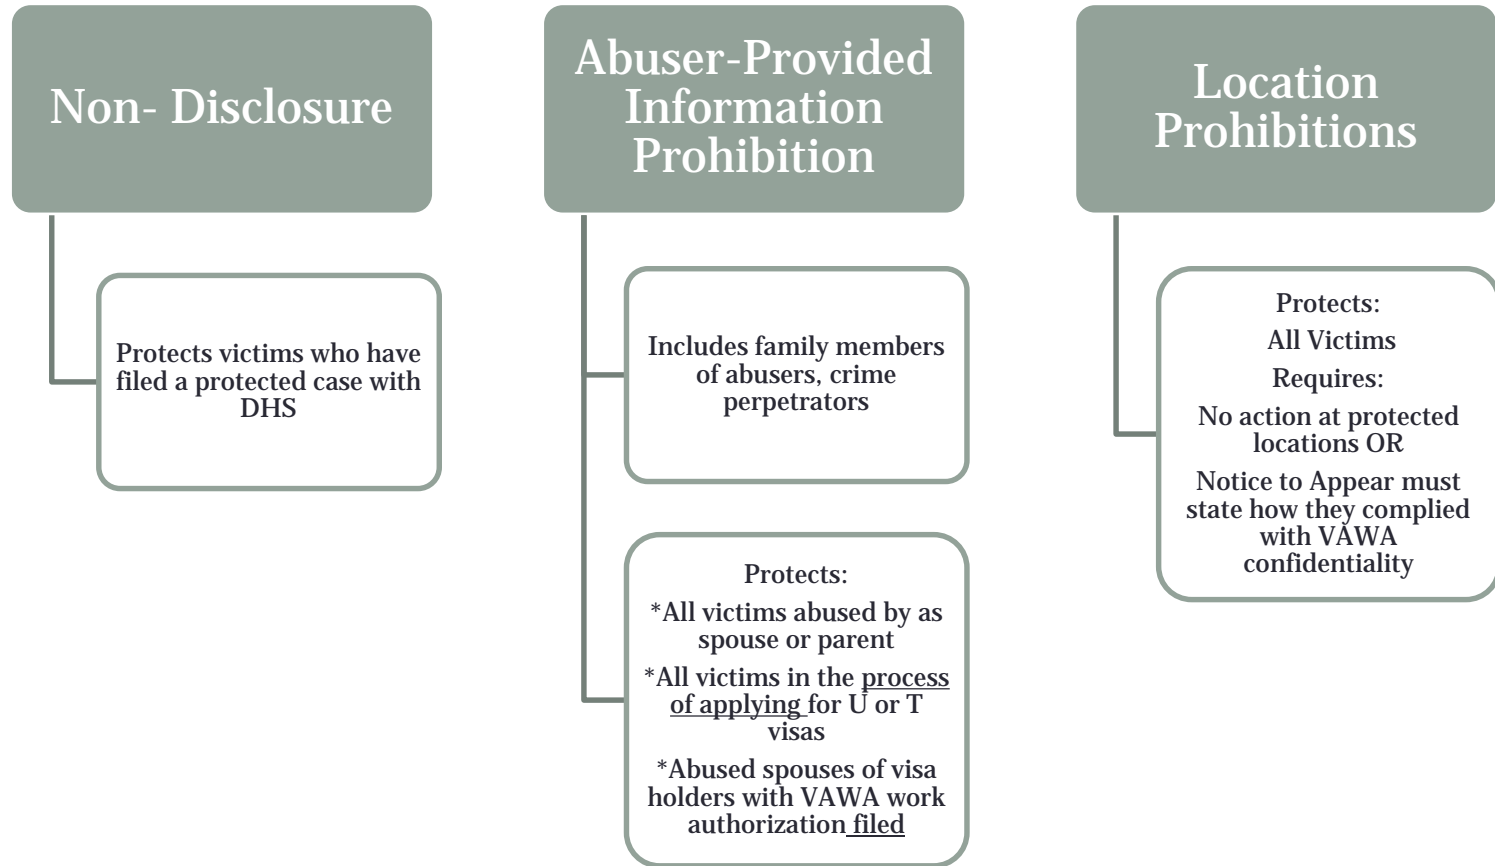 Non- Disclosure
Protects victims who have
filed a protected case with
DHS
Abuser-Provided
Information
Prohibition
Includes family members
of abusers, crime
perpetrators
Protects:
*All victims abused by as
spouse or parent
*All victims in the process
of applying for U or T
visas
*Abused spouses of visa
holders with VAWA work
authorization filed
Location
Prohibitions
Protects:
All Victims
Requires:
No action at protected
locations OR
Notice to Appear must
state how they complied
with VAWA
confidentiality